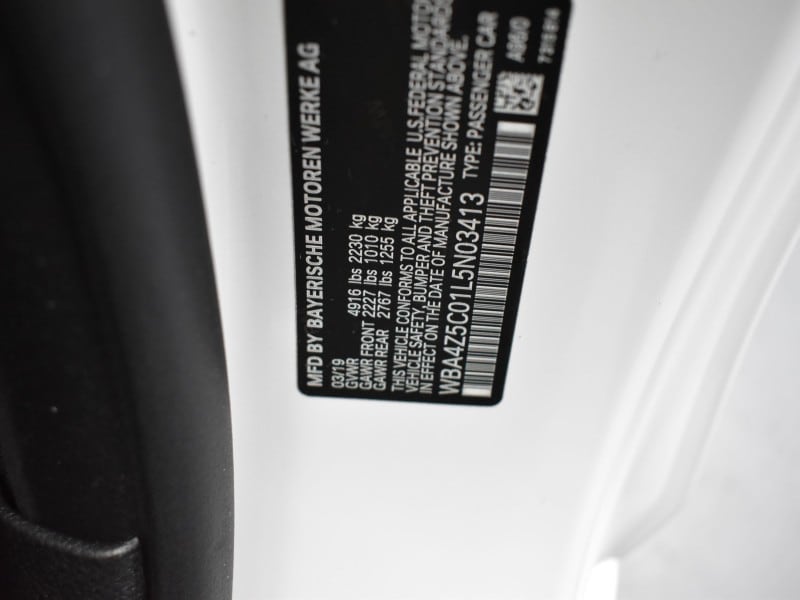 MFD BY BAYERISCHE MOTOREN WERKE AG
03/19
GVWR 4916 lbs 2230 kg
GAWR FRONT 2227 lbs 1010 kg
GAWR REAR 2767 lbs 1255 kg
THIS VEHICLE CONFORMS TO ALL APPLICABLE U.S.FEDERAL MOTOR
VEHICLE SAFETY, BUMPER AND THEFT PREVENTION STANDARDS
IN EFFECT ON THE DATE OF MANUFACTURE SHOWN ABOVE.
WBA4Z5C01L5N03413 TYPE: PASSENGER CAR